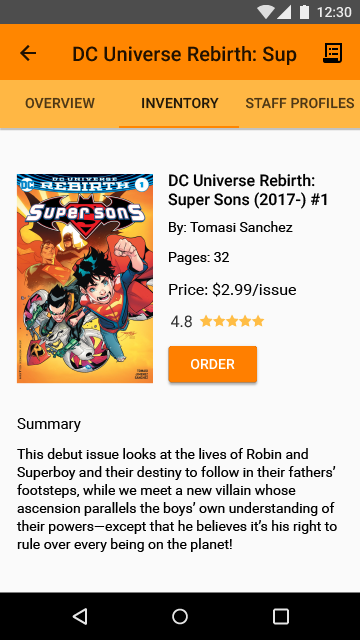 12:30
DC Universe Rebirth: Sup
OVERVIEW
INVENTORY
STAFF PROFILES
DC UNIVERSE
DC
REBIRTH
1
SUPER SONS
TOMASI
SANCHEZ
DC Universe Rebirth:
Super Sons (2017-) #1
By: Tomasi Sanchez
Pages: 32
Price: $2.99/issue
4.8
ORDER
Summary
This debut issue looks at the lives of Robin and
Superboy and their destiny to follow in their fathers’
footsteps, while we meet a new villain whose
ascension parallels the boys’ own understanding of
their powers—except that he believes it’s his right to
rule over every being on the planet!